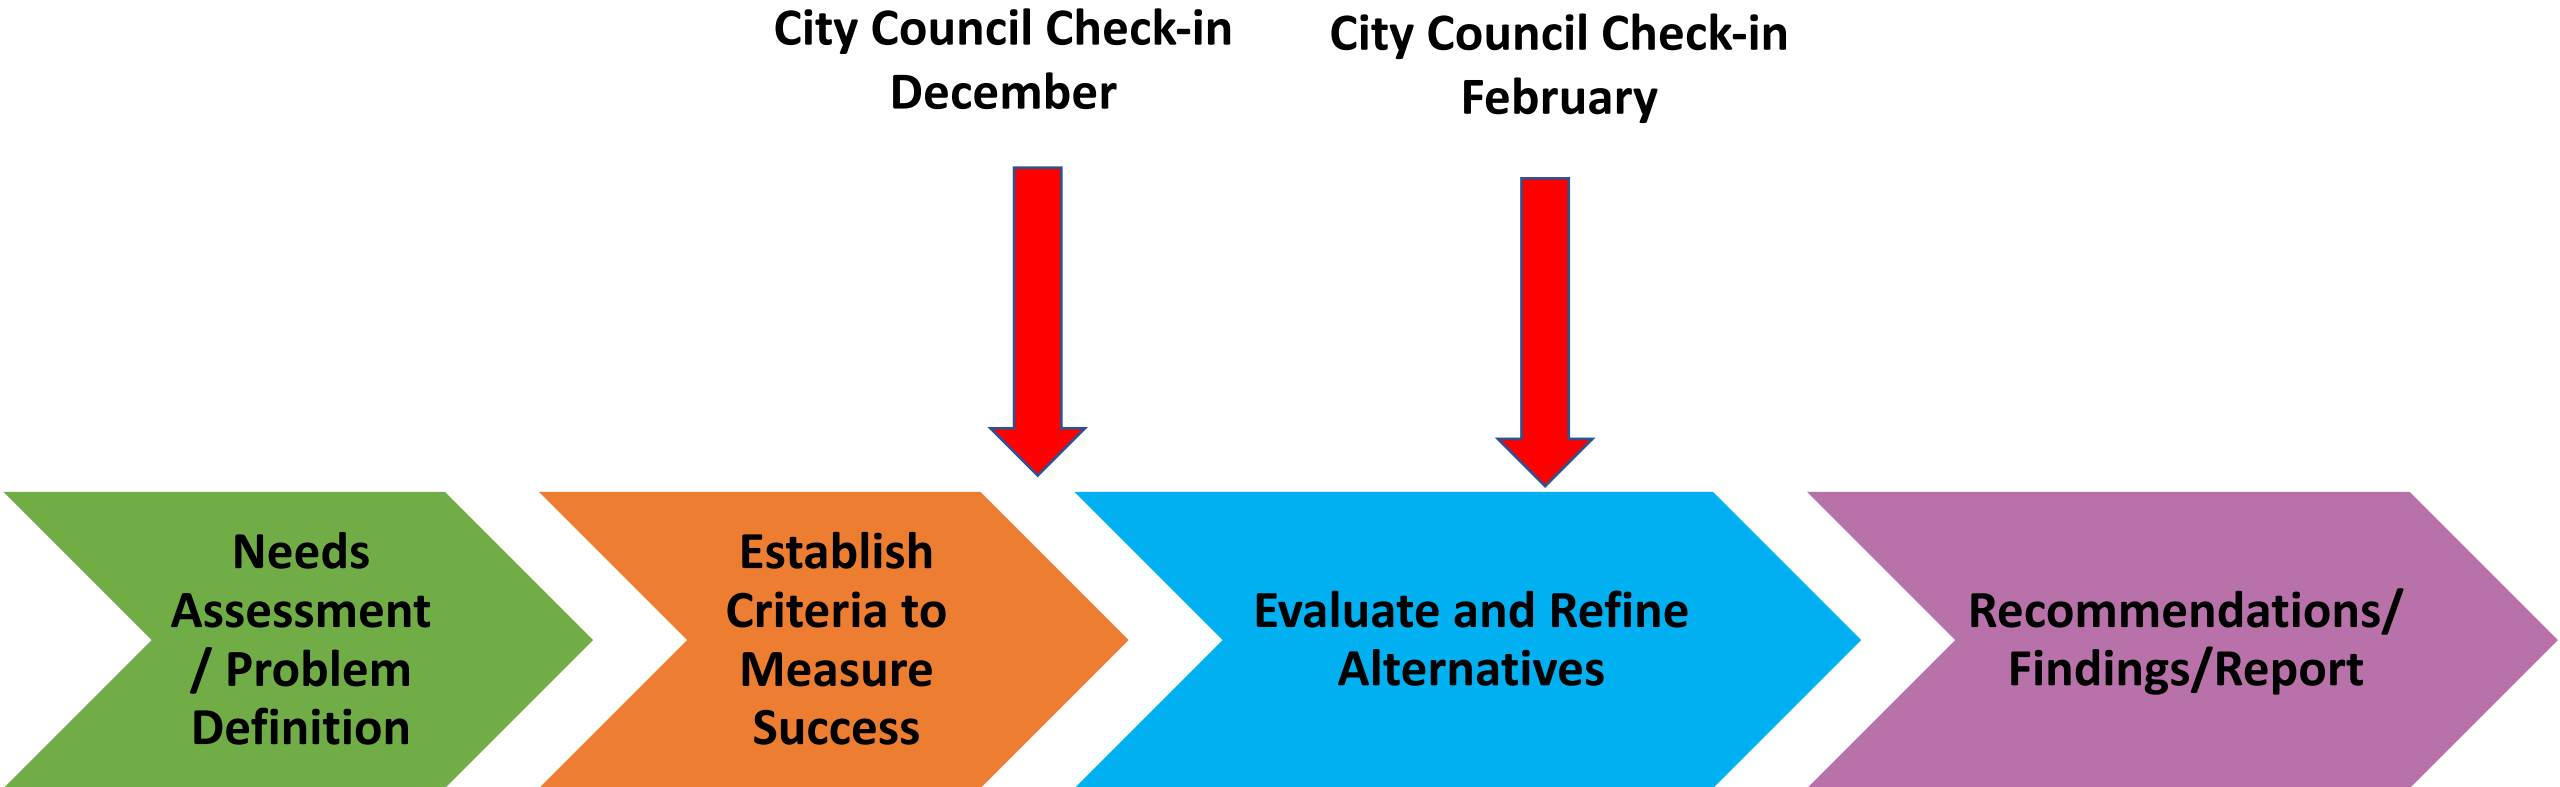 City Council Check-in
December
City Council Check-in
February
Needs
Assessment
/ Problem
Definition
Establish
Criteria to
Measure
Success
Evaluate and Refine
Alternatives
Recommendations/
Findings/Report